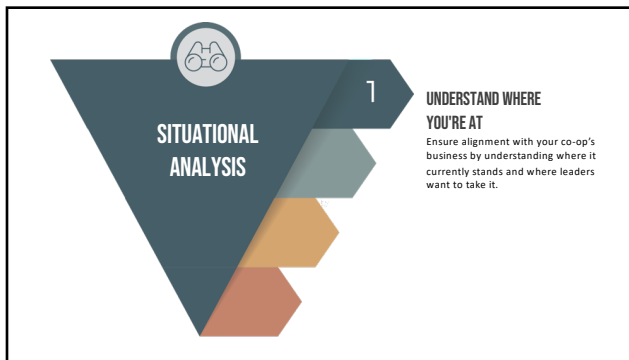 SITUATIONAL
ANALYSIS
1
UNDERSTAND WHERE
YOU'RE AT
Ensure alignment with your co-op's
business by understanding where it
currently stands and where leaders
want to take it.